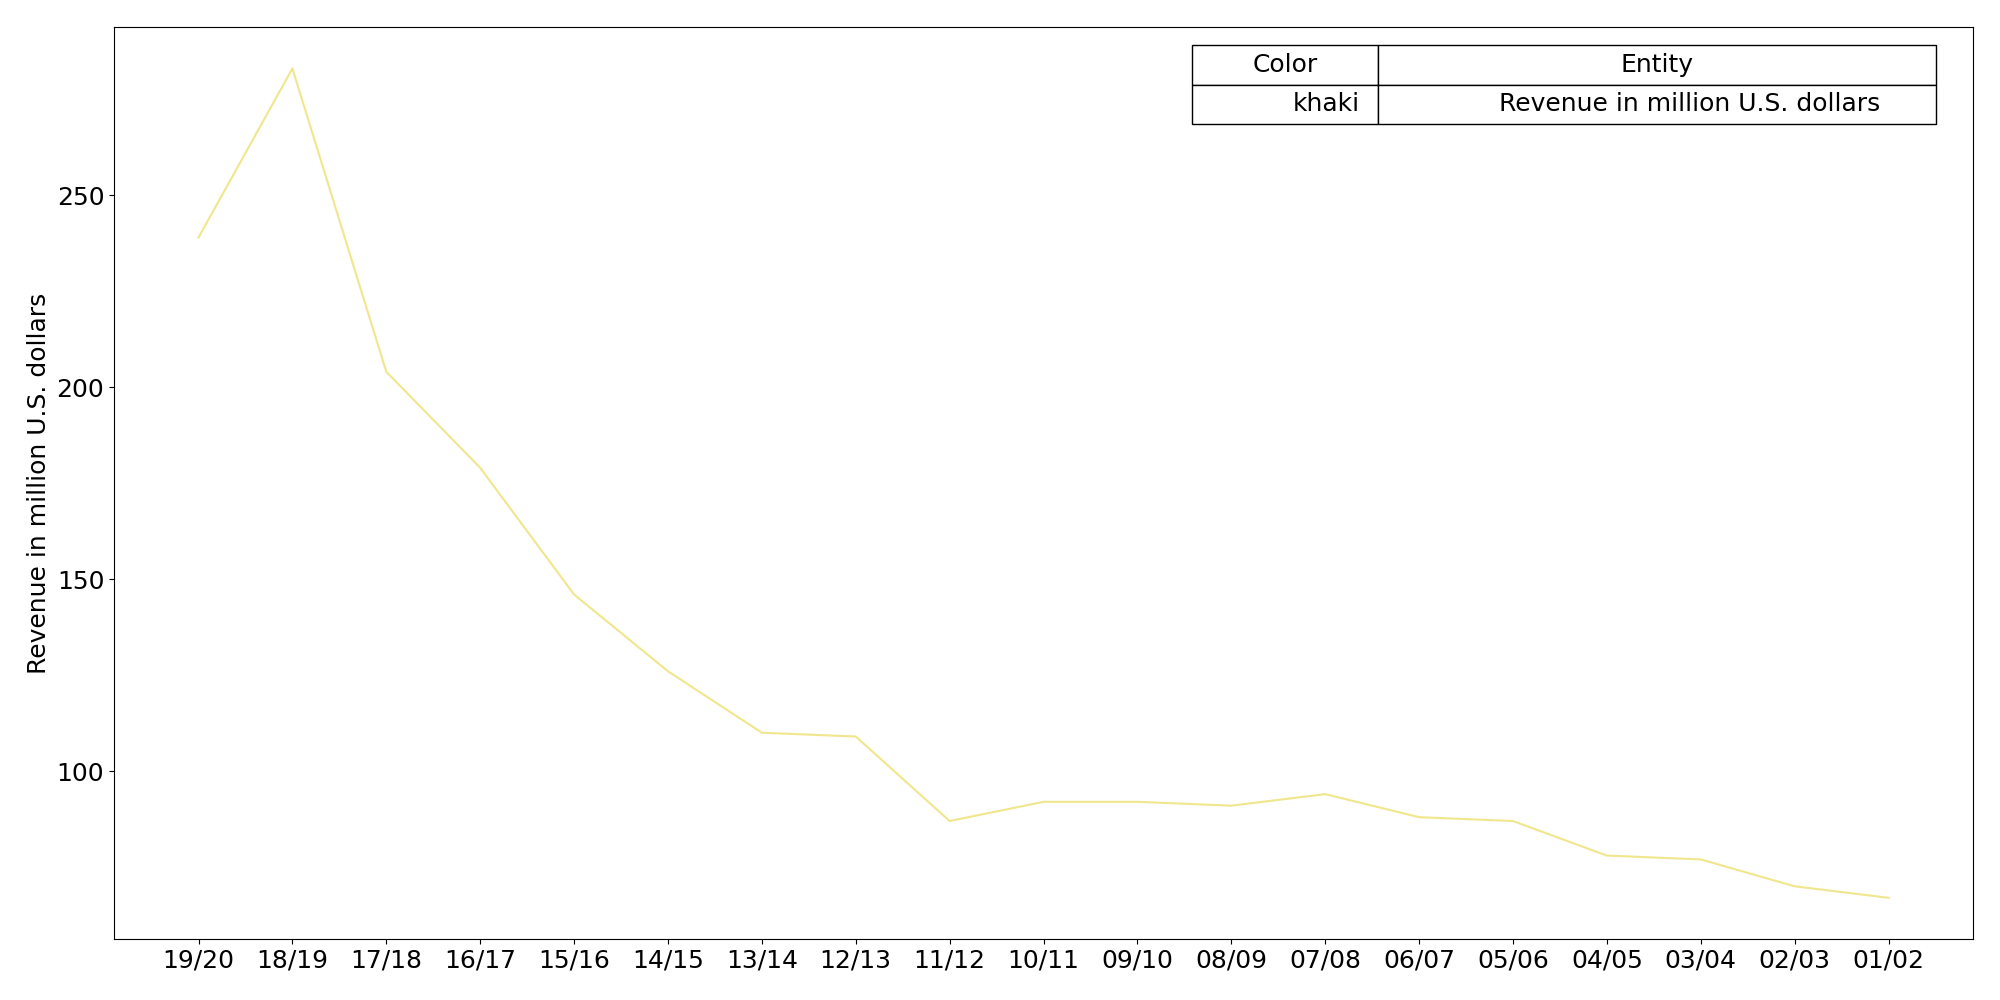 Color Entity
khaki Revenue in million U.S. dollars
Revenue in million U.S. dollars
250
200
150
100
19/20 18/19 17/18 16/17 15/16 14/15 13/14 12/13 11/12 10/11 09/10 08/09 07/08 06/07 05/06 04/05 03/04 02/03 01/02